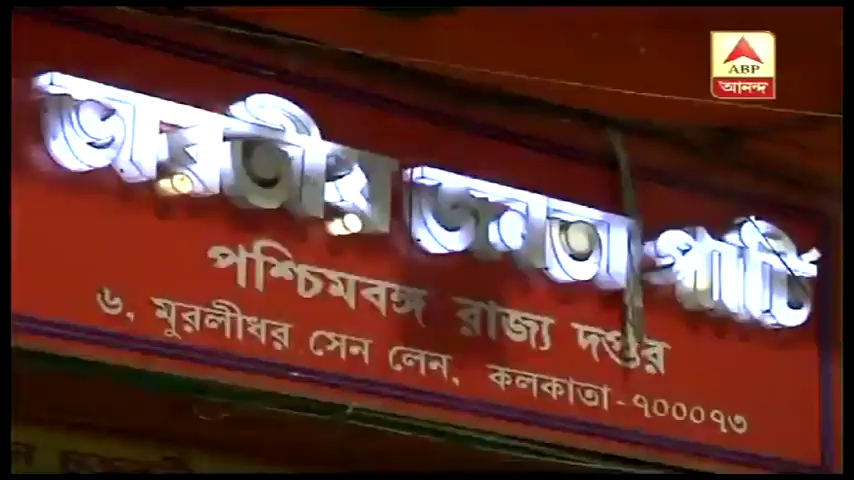 ABP
আনন্দ
ভারতীয় জনতা পার্টি
পশ্চিমবঙ্গ রাজ্য দপ্তর
৬, মুরলীধর সেন লেন, কলকাতা-৭০০০৭৩